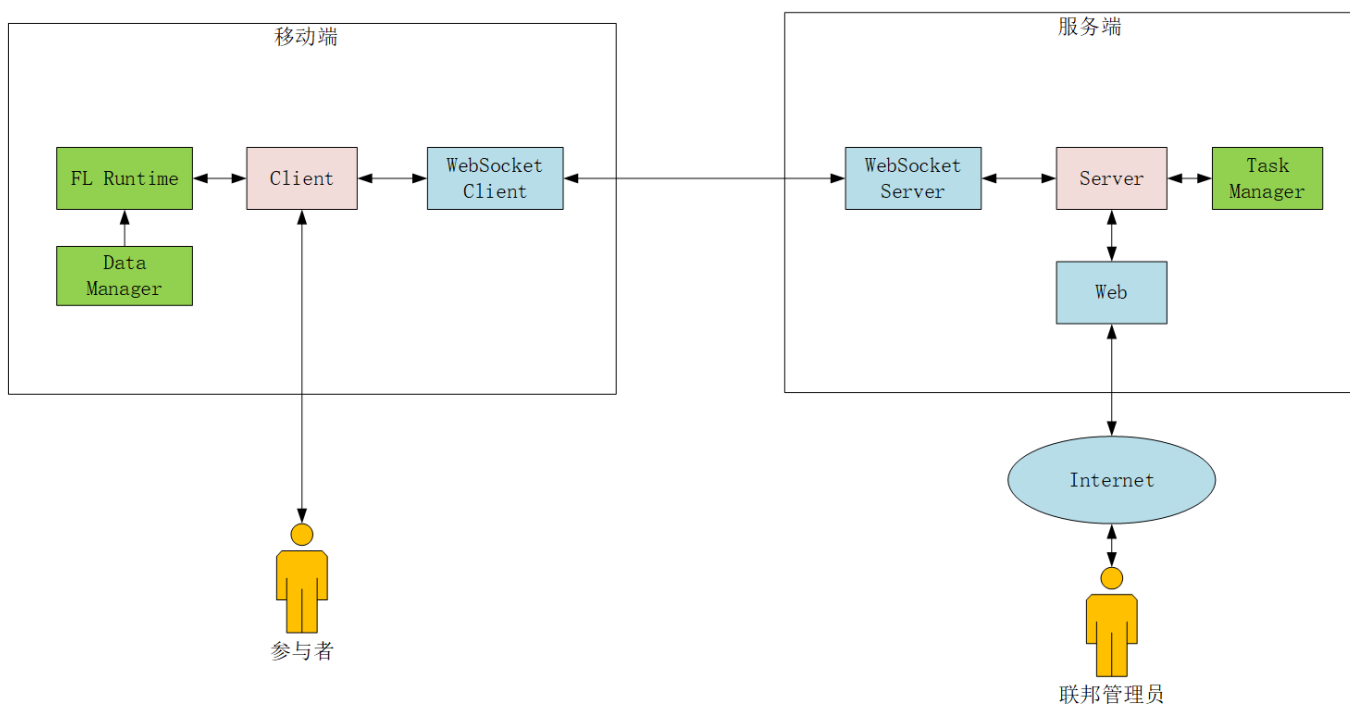 移动端
FL Runtime
Client
WebSocket
Client
Data
Manager
参与者
服务端
WebSocket
Server
Server
Task
Manager
Web
Internet
联邦管理员